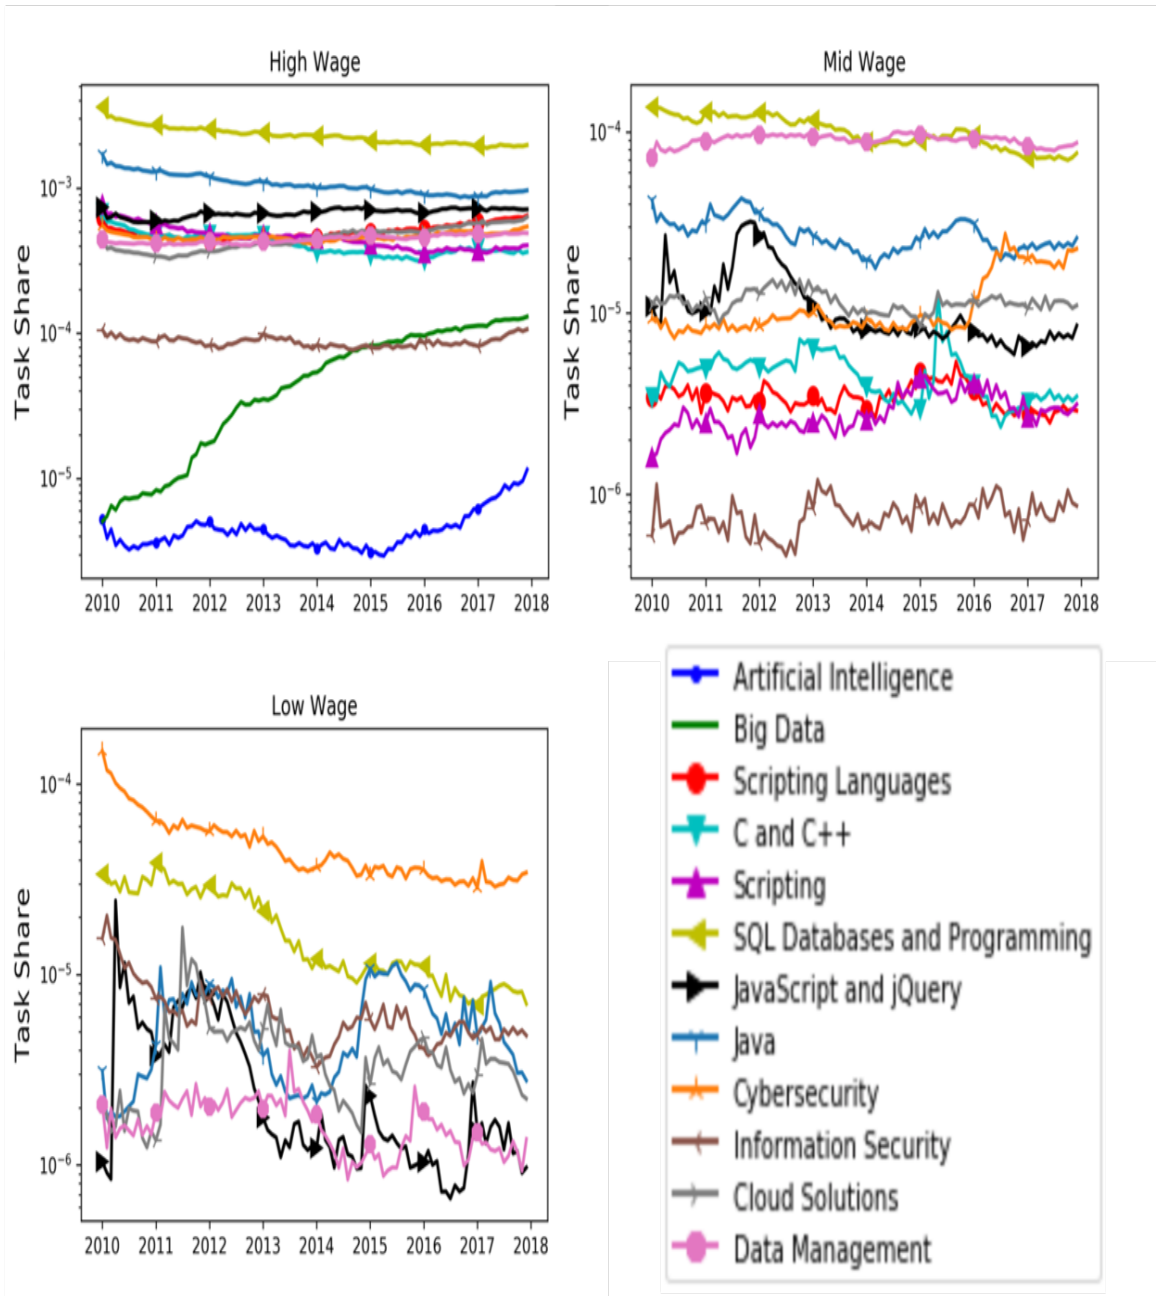 High Wage
Task Share
10⁻³
10⁻⁴
10⁻⁵
2010 2011 2012 2013 2014 2015 2016 2017 2018
Mid Wage
Task Share
10⁻⁴
10⁻⁵
10⁻⁶
2010 2011 2012 2013 2014 2015 2016 2017 2018
Low Wage
Task Share
10⁻⁴
10⁻⁵
10⁻⁶
2010 2011 2012 2013 2014 2015 2016 2017 2018
Artificial Intelligence
Big Data
Scripting Languages
C and C++
Scripting
SQL Databases and Programming
JavaScript and jQuery
Java
Cybersecurity
Information Security
Cloud Solutions
Data Management